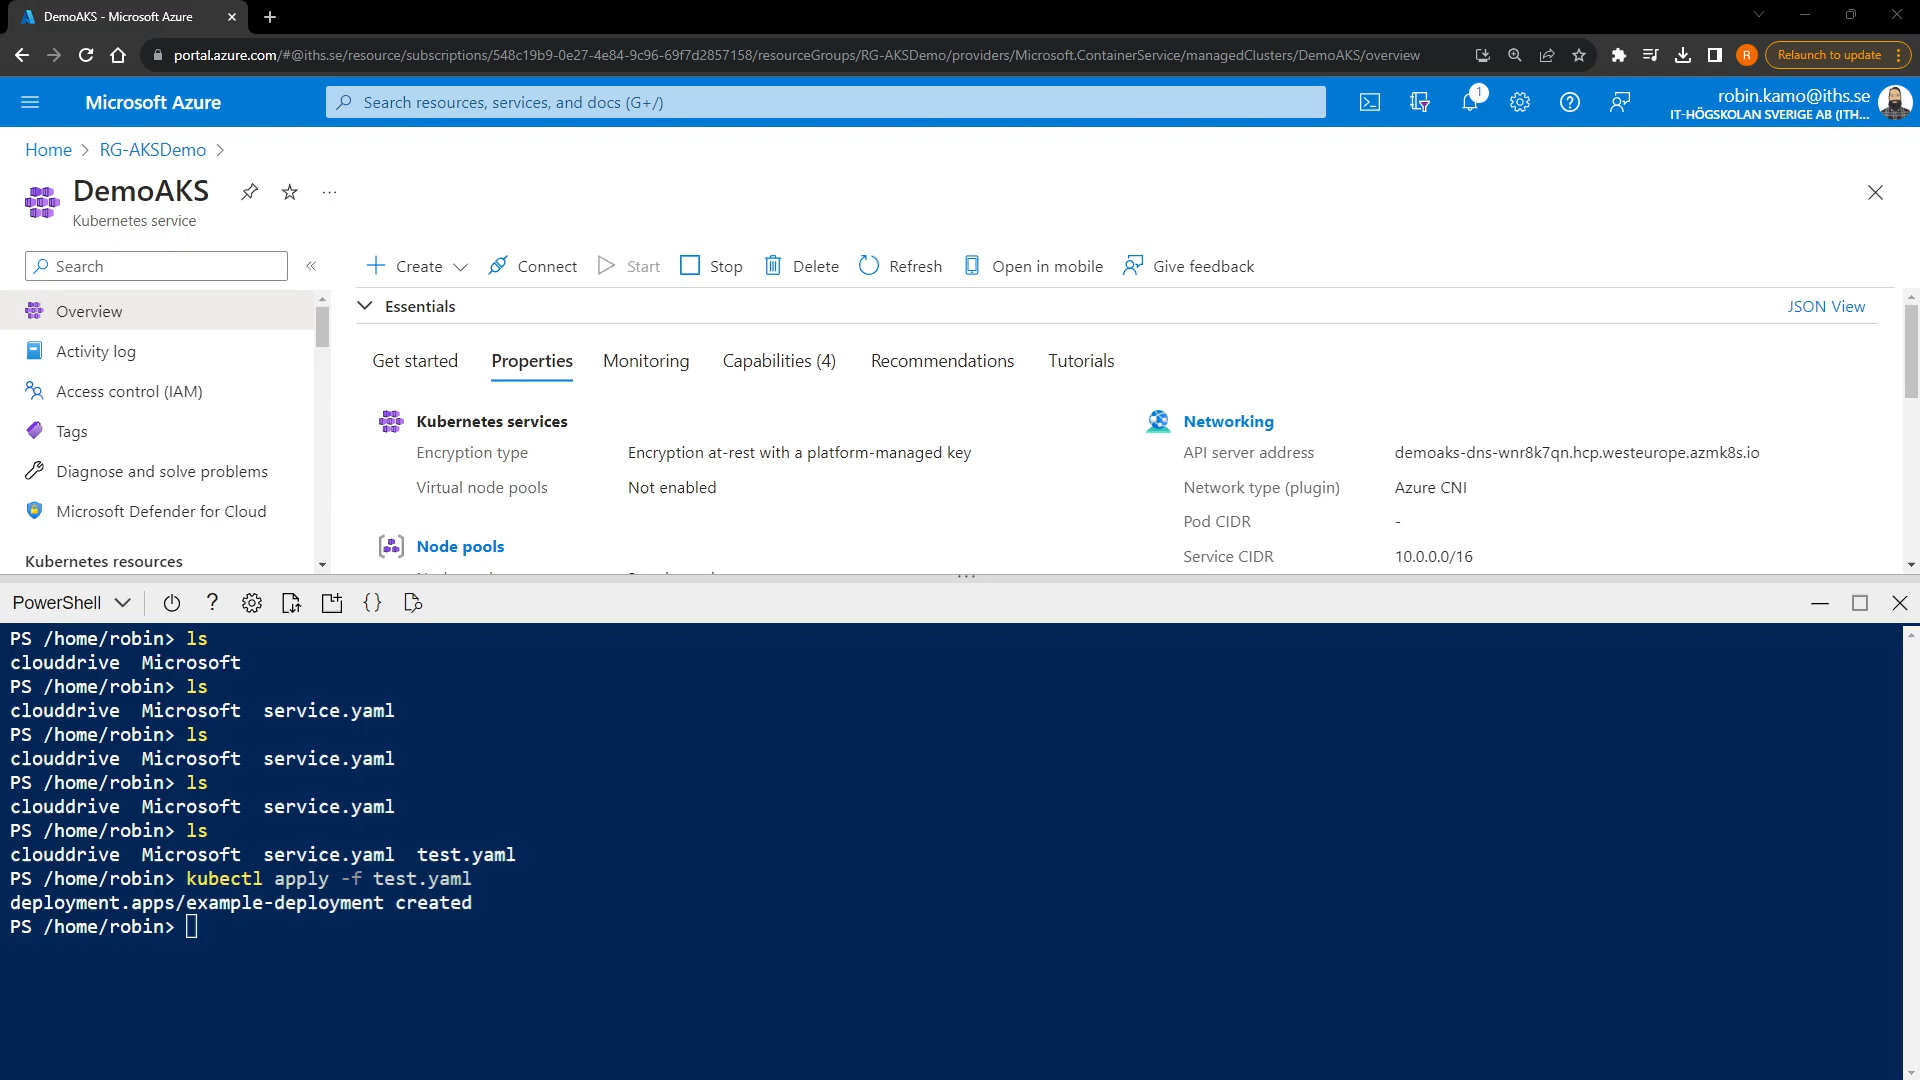 DemoAKS - Microsoft Azure
portal.azure.com/#@iths.se/resource/subscriptions/548c19b9-0e27-4e84-9c96-69f7d2857158/resourceGroups/RG-AKSDemo/providers/Microsoft.ContainerService/managedClusters/DemoAKS/overview
R
Relaunch to update
Microsoft Azure
Search resources, services, and docs (G+/)
1
robin.kamo@iths.se
IT-HÖGSKOLAN SVERIGE AB (ITH...
Home > RG-AKSDemo >
DemoAKS
Kubernetes service
Search
Create
Connect
Start
Stop
Delete
Refresh
Open in mobile
Give feedback
Overview
Activity log
Access control (IAM)
Tags
Diagnose and solve problems
Microsoft Defender for Cloud
Kubernetes resources
Essentials
JSON View
Get started
Properties
Monitoring
Capabilities (4)
Recommendations
Tutorials
Kubernetes services
Encryption type Encryption at-rest with a platform-managed key
Virtual node pools Not enabled
Node pools
Networking
API server address demoaks-dns-wnr8k7qn.hcp.westeurope.azmk8s.io
Network type (plugin) Azure CNI
Pod CIDR -
Service CIDR 10.0.0.0/16
PowerShell
PS /home/robin> ls
clouddrive Microsoft
PS /home/robin> ls
clouddrive Microsoft service.yaml
PS /home/robin> ls
clouddrive Microsoft service.yaml
PS /home/robin> ls
clouddrive Microsoft service.yaml
PS /home/robin> ls
clouddrive Microsoft service.yaml test.yaml
PS /home/robin> kubectl apply -f test.yaml
deployment.apps/example-deployment created
PS /home/robin>